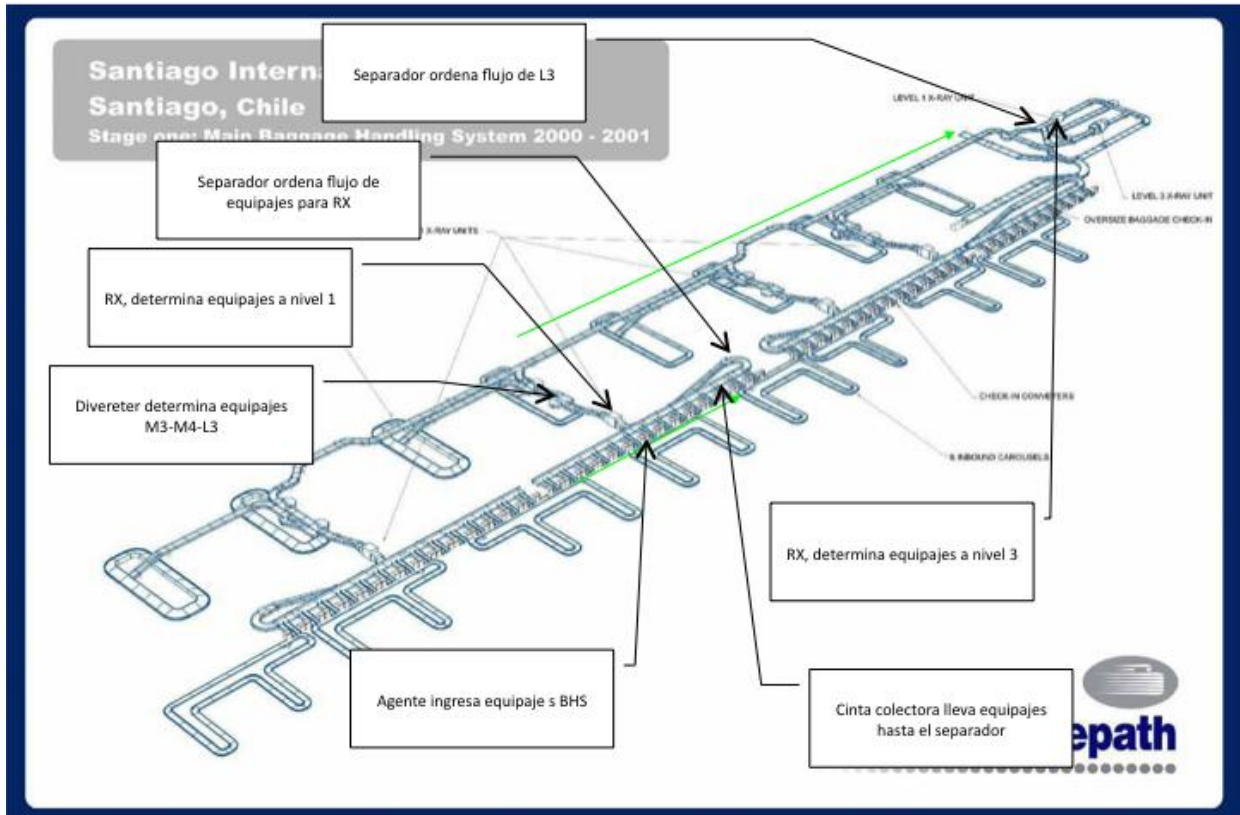 Santiago Interna
Santiago, Chile
Stage one: Main Baggage Handling System 2000 - 2001
Separador ordena flujo de L3
LEVEL 1 X-RAY UNIT
Separador ordena flujo de
equipajes para RX
X-RAY UNITS
LEVEL 3 X-RAY UNIT
OVERSIZE BAGGAGE CHECK-IN
RX, determina equipajes a nivel 1
Divereter determina equipajes
M3-M4-L3
CHECK-IN CONVEYERS
INBOUND CAROUSELS
RX, determina equipajes a nivel 3
Agente ingresa equipaje s BHS
Cinta colectora lleva equipajes
hasta el separador
epath